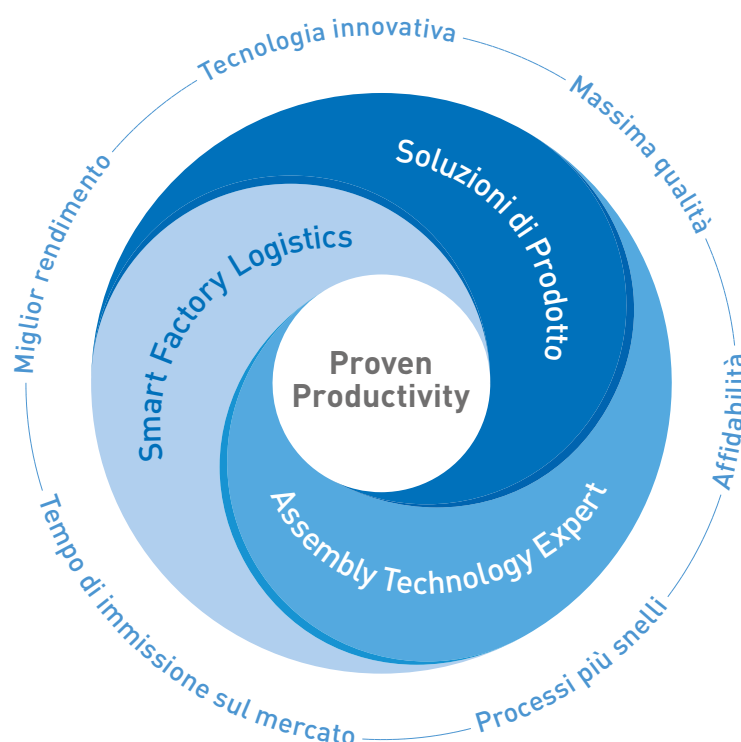 Tecnologia innovativa
Massima qualità
Affidabilità
Processi più snelli
Tempo di immissione sul mercato
Miglior rendimento
Soluzioni di Prodotto
Assembly Technology Expert
Smart Factory Logistics
Proven
Productivity